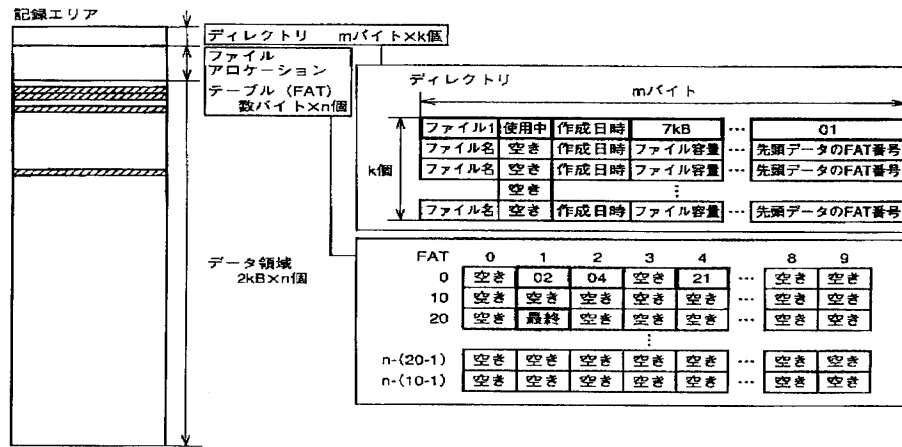 記録エリア
ディレクトリ mバイト×k個
ファイル
アロケーション
テーブル（FAT）
数バイト×n個
データ領域
2kB×n個
ディレクトリ
mバイト
k個
ファイル1 使用中 作成日時 7kB … 01
ファイル名 空き 作成日時 ファイル容量 … 先頭データのFAT番号
ファイル名 空き 作成日時 ファイル容量 … 先頭データのFAT番号
空き ⋮
ファイル名 空き 作成日時 ファイル容量 … 先頭データのFAT番号
FAT 0 1 2 3 4 8 9
0 空き 02 04 空き 21 … 空き 空き
10 空き 空き 空き 空き 空き … 空き 空き
20 空き 最終 空き 空き 空き … 空き 空き
⋮
n-(20-1) 空き 空き 空き 空き 空き … 空き 空き
n-(10-1) 空き 空き 空き 空き 空き … 空き 空き